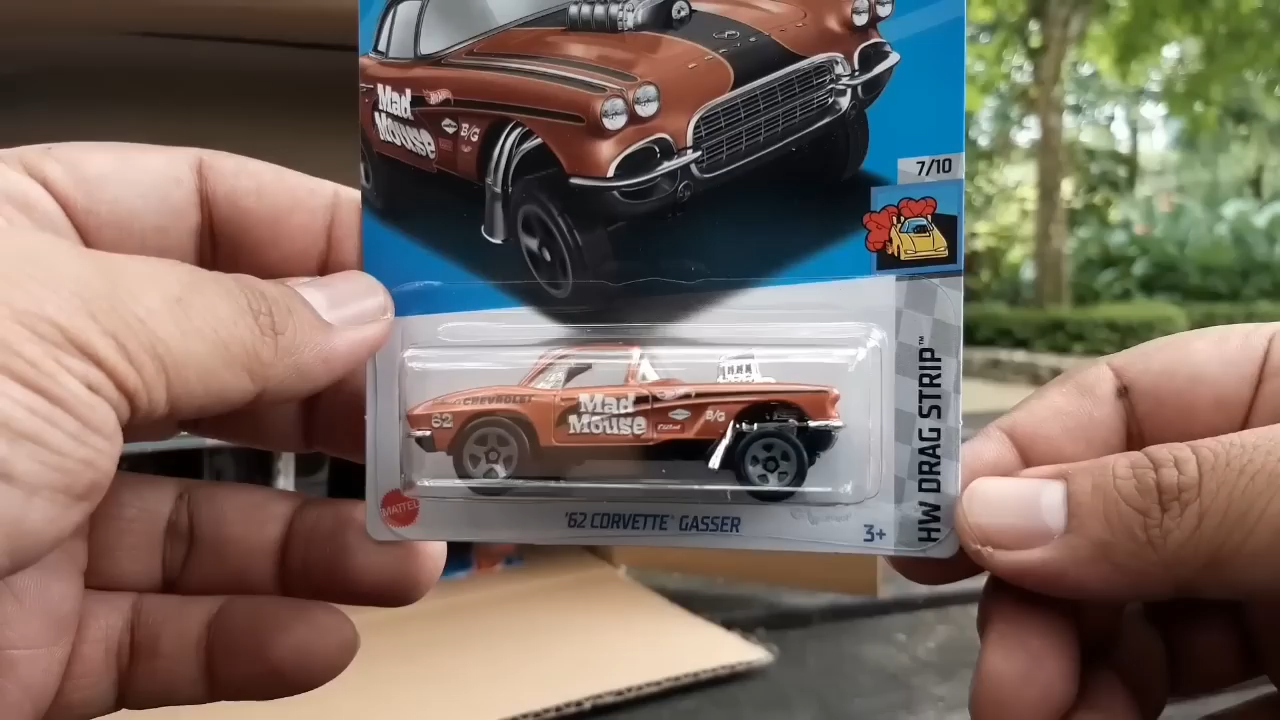 Mad
Mouse
B/G
7/10
CHEVROLET
62
Mad
Mouse
B/G
HW DRAG STRIP™
MATTEL
'62 CORVETTE GASSER
3+